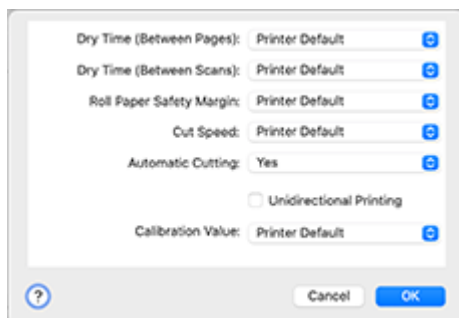 Dry Time (Between Pages): Printer Default
Dry Time (Between Scans): Printer Default
Roll Paper Safety Margin: Printer Default
Cut Speed: Printer Default
Automatic Cutting: Yes
Unidirectional Printing
Calibration Value: Printer Default
? Cancel OK